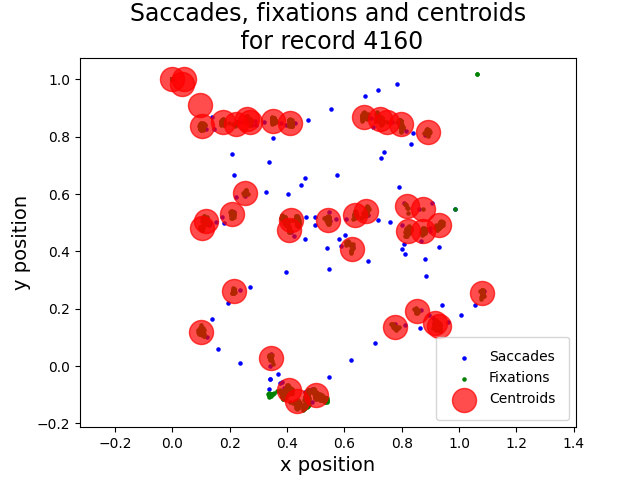 Saccades, fixations and centroids
for record 4160
1.0
0.8
0.6
0.4
0.2
0.0
−0.2
y position
−0.2
0.0
0.2
0.4
0.6
0.8
1.0
1.2
1.4
x position
Saccades
Fixations
Centroids